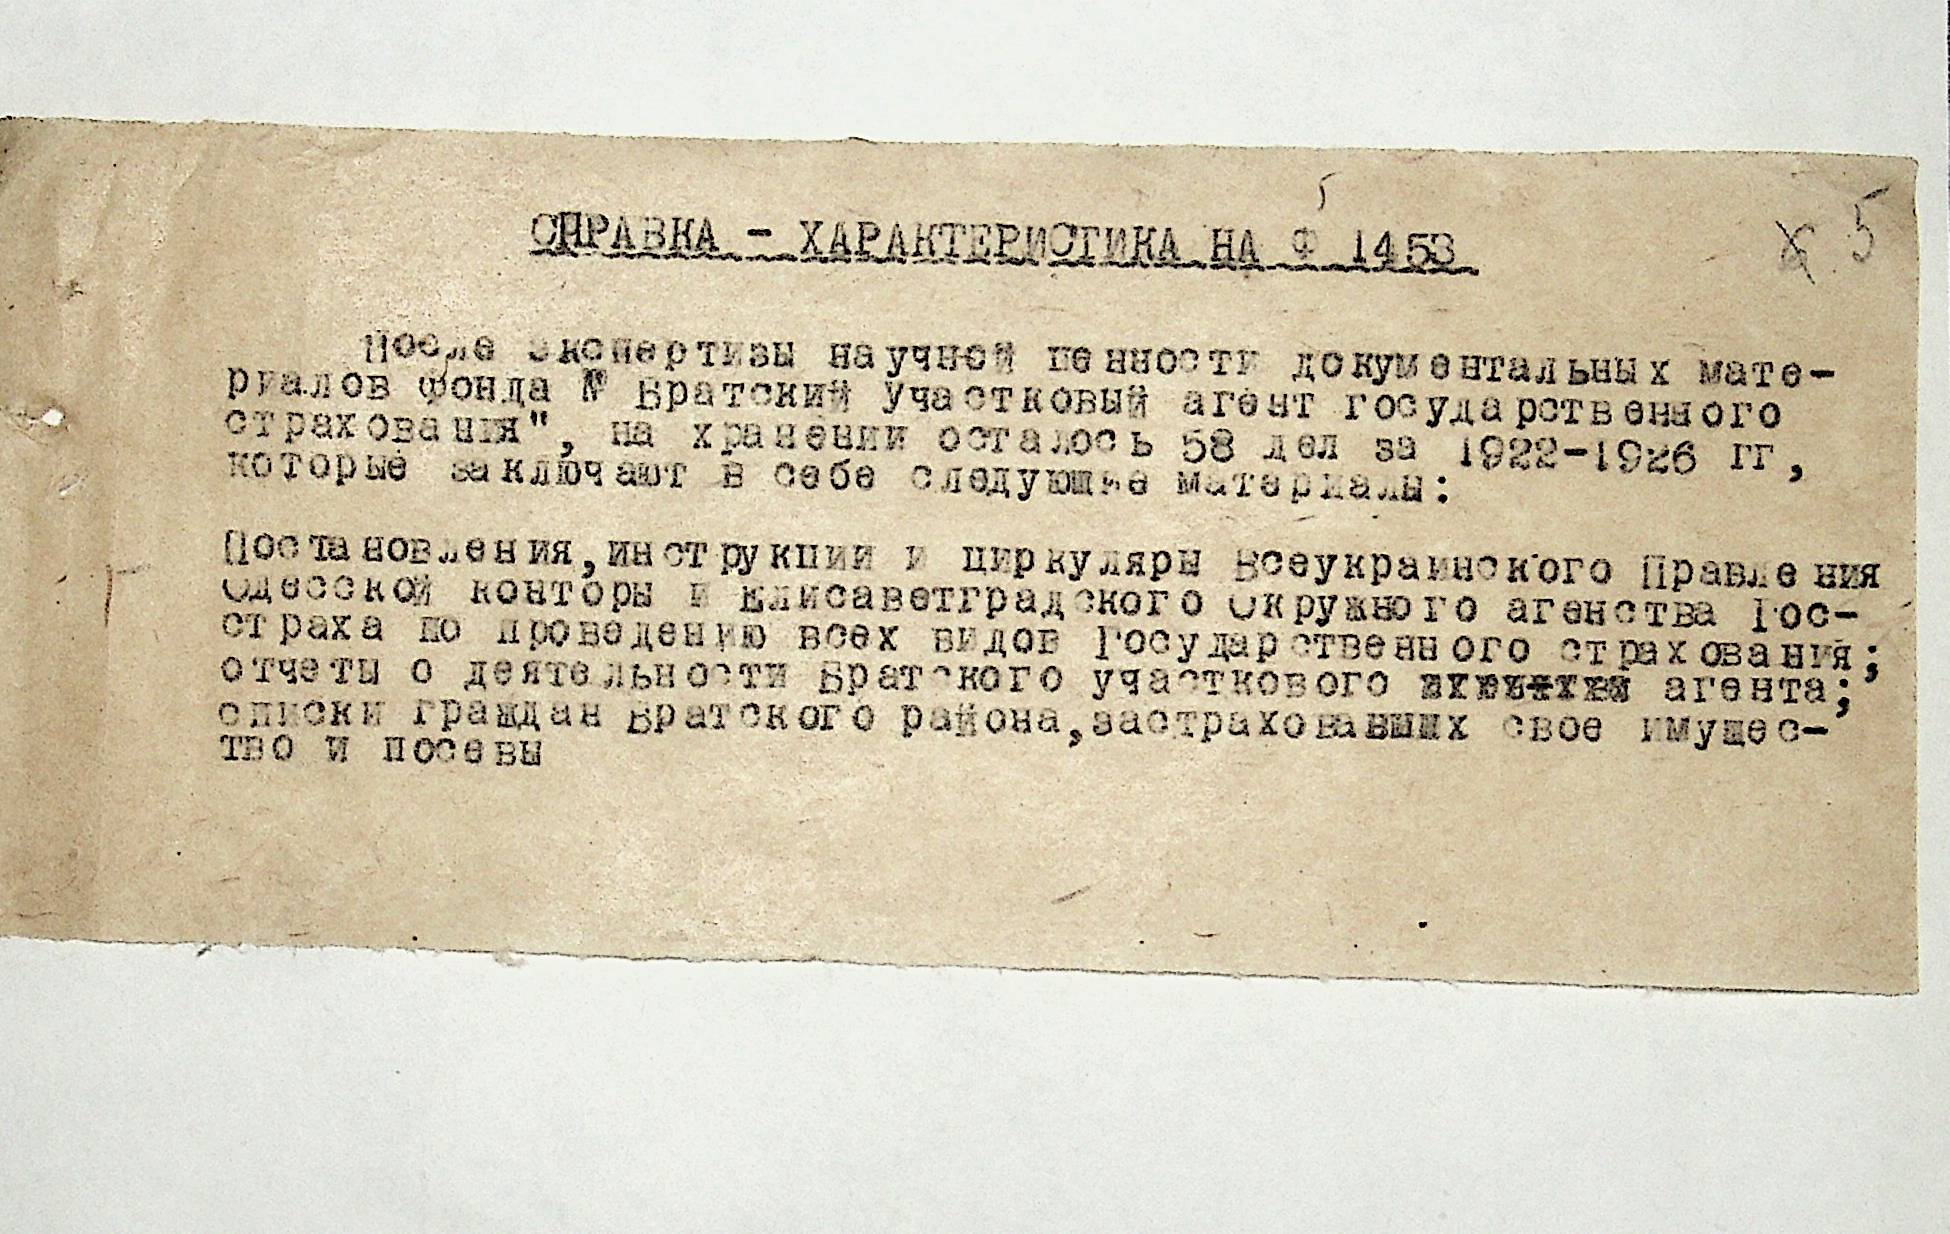 5
СПРАВКА - ХАРАКТЕРИСТИКА НА Ф 1453
После экспертизы научной ценности документальных мате-
риалов фонда № Братский Участковый агент государственного
страхования", на хранении осталось 58 дел за 1922-1926 гг,
которые заключают в себе следующие материалы:
Постановления,инструкции и циркуляры Всеукраинского Правления
Одесской конторы и Елисаветградского Окружного агенства Гос-
страха по проведению всех видов Государственного страхования;
отчеты о деятельности Братского участкового агента;
списки граждан Братского района,застраховавших свое имущес-
тво и посевы